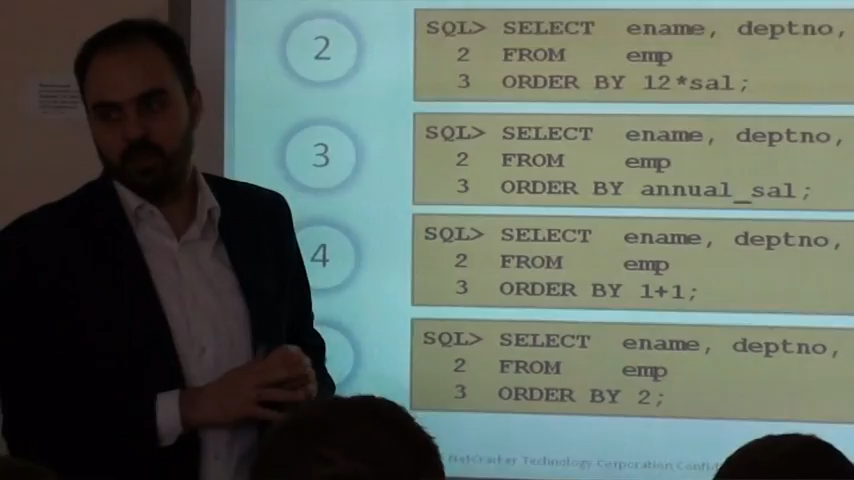 2
SQL> SELECT ename, deptno,
2 FROM emp
3 ORDER BY 12*sal;
3
SQL> SELECT ename, deptno,
2 FROM emp
3 ORDER BY annual_sal;
4
SQL> SELECT ename, deptno,
2 FROM emp
3 ORDER BY 1+1;
SQL> SELECT ename, deptno,
2 FROM emp
3 ORDER BY 2;
NetCracker Technology Corporation Confid